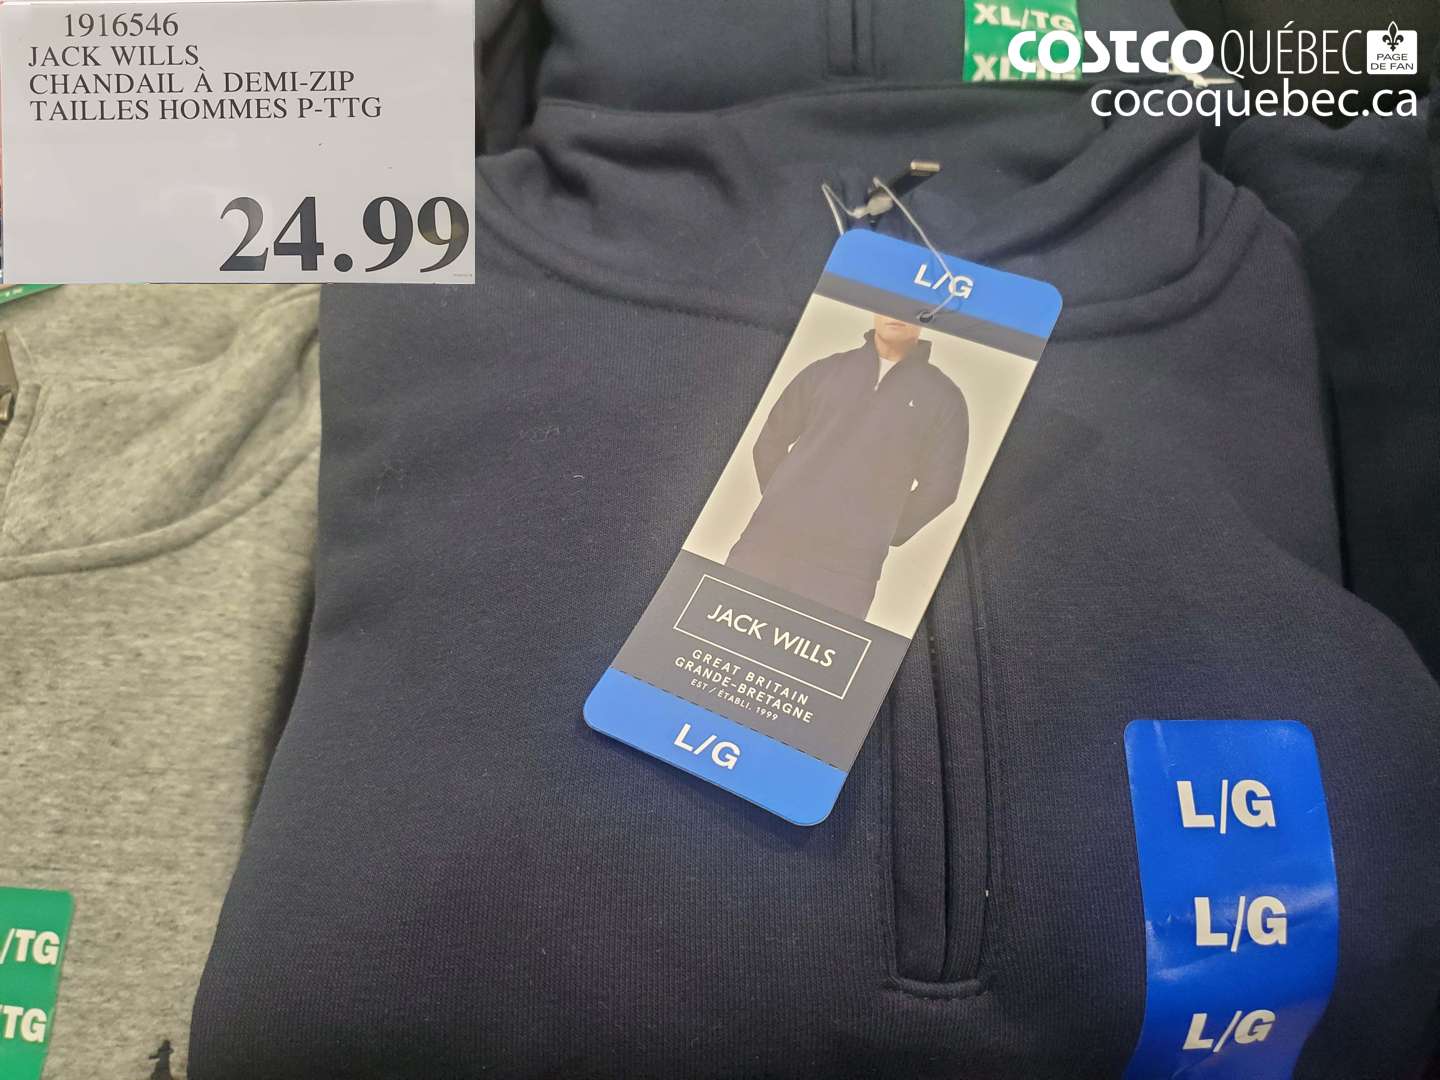 1916546
JACK WILLS
CHANDAIL À DEMI-ZIP
TAILLES HOMMES P-TTG
24.99
XL/TG
COSTCO QUÉBEC
PAGE
DE FAN
cocoquebec.ca
L/G
JACK WILLS
GREAT BRITAIN
GRANDE-BRETAGNE
EST / ÉTABLI. 1999
L/G
L/G
L/G
L/G
/TG
TG